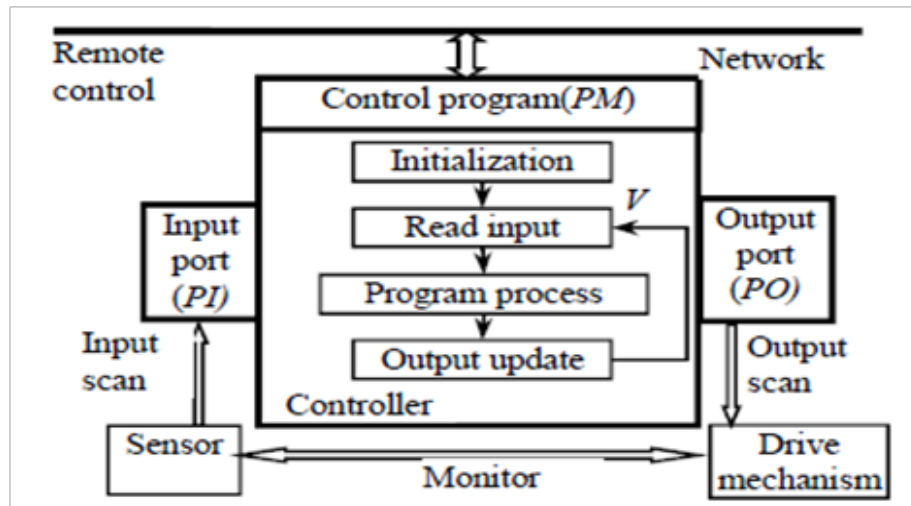 Remote
control
Network
Control program(PM)
Initialization
V
Read input
Input
port
(PI)
Output
port
(PO)
Program process
Input
scan
Output update
Output
scan
Controller
Sensor
Monitor
Drive
mechanism